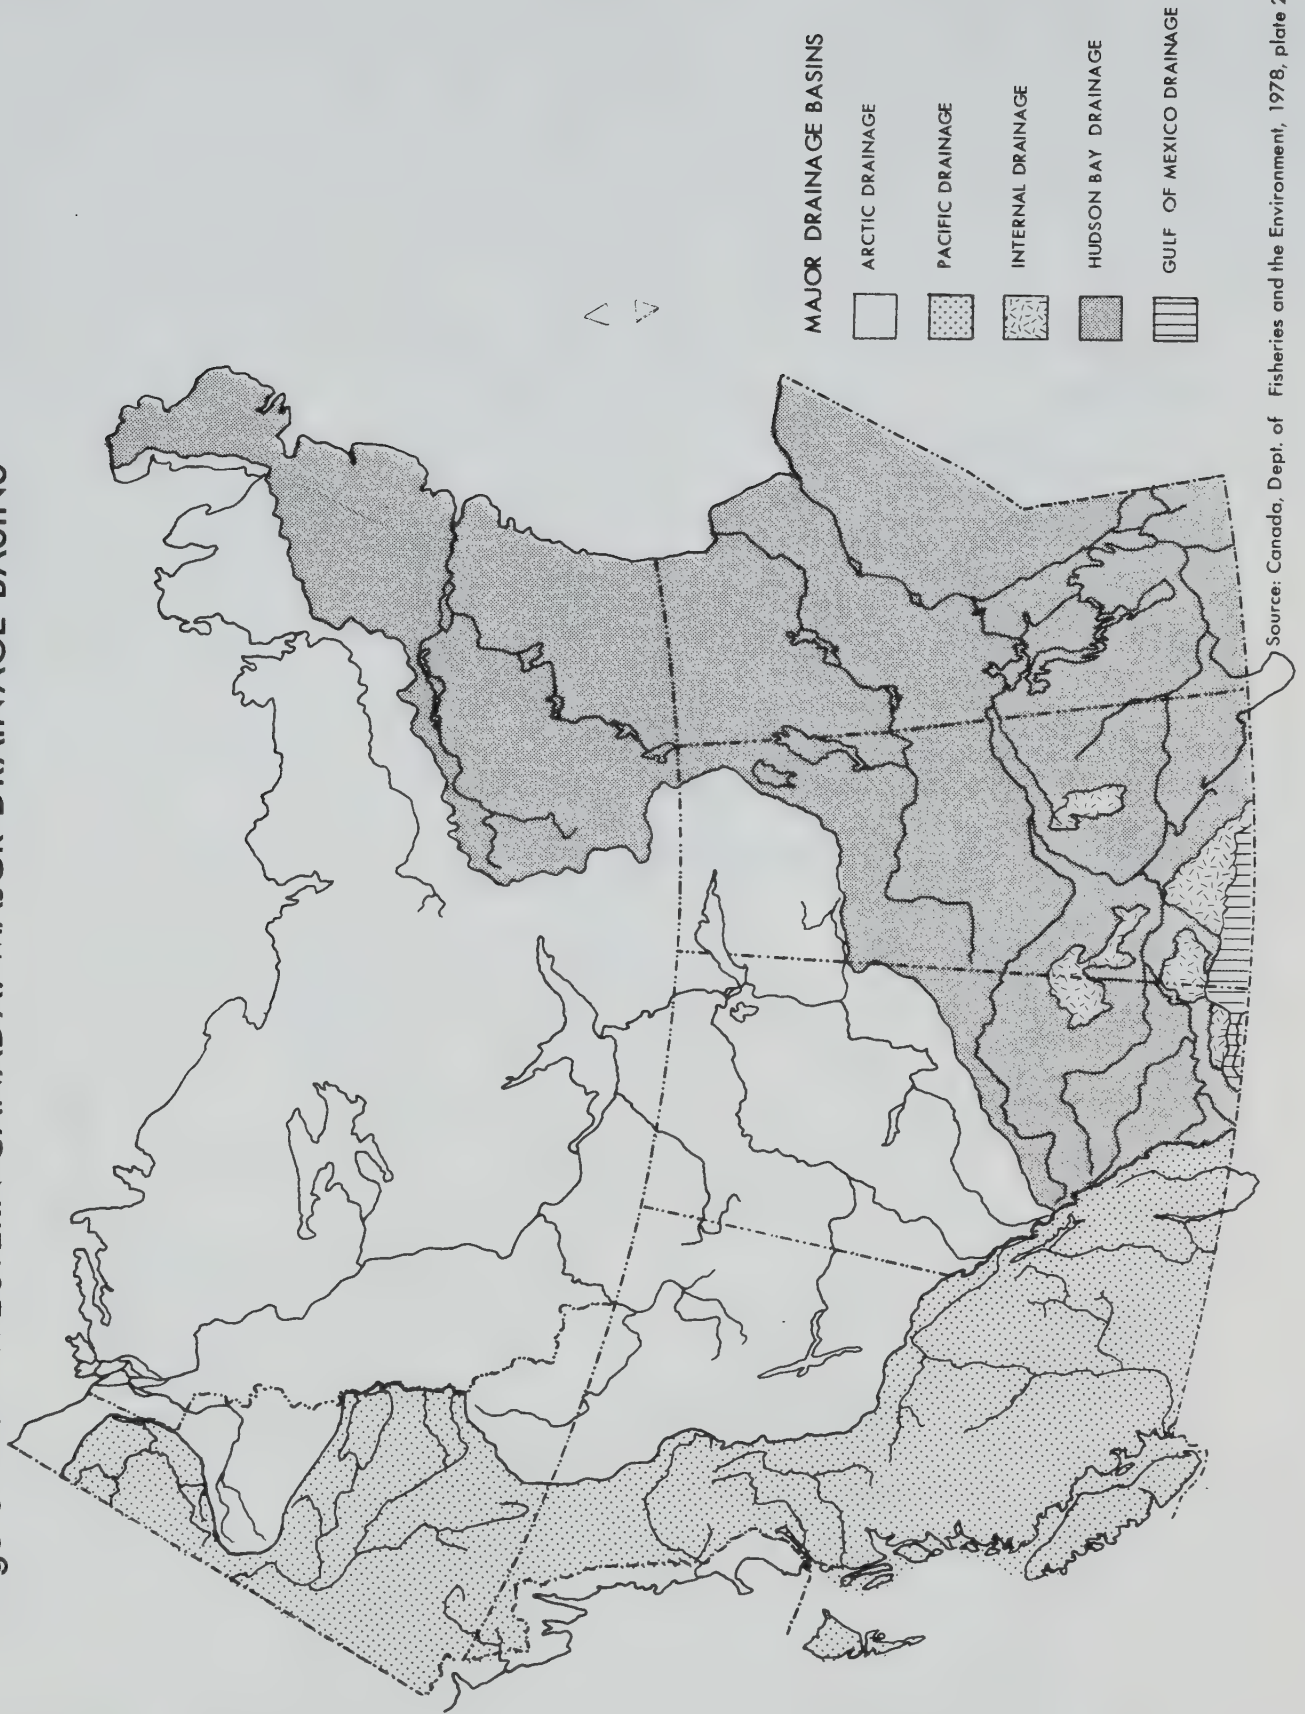 MAJOR DRAINAGE BASINS
ARCTIC DRAINAGE
PACIFIC DRAINAGE
INTERNAL DRAINAGE
HUDSON BAY DRAINAGE
GULF OF MEXICO DRAINAGE
Source: Canada, Dept. of Fisheries and the Environment, 1978, plate 2